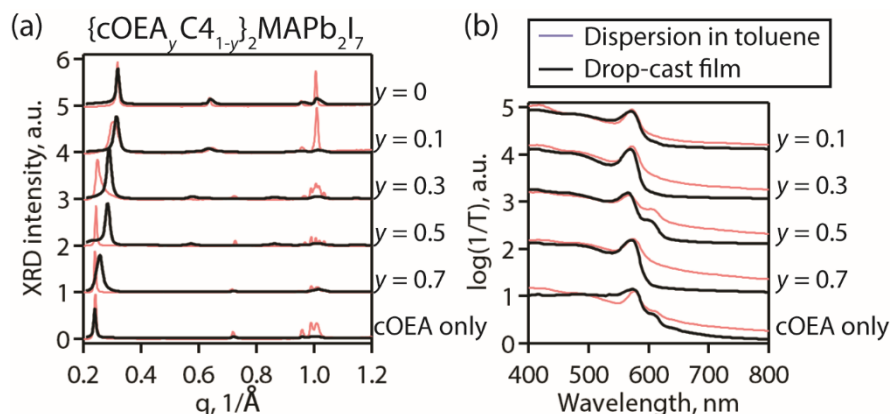 (a) {cOEAyC41-y}2MAPb2I7
XRD intensity, a.u.
6
5
4
3
2
1
0
y = 0
y = 0.1
y = 0.3
y = 0.5
y = 0.7
cOEA only
0.2 0.4 0.6 0.8 1.0 1.2
q, 1/Å
(b)
Dispersion in toluene
Drop-cast film
log(1/T), a.u.
5
4
3
2
1
0
y = 0.1
y = 0.3
y = 0.5
y = 0.7
cOEA only
400 500 600 700 800
Wavelength, nm